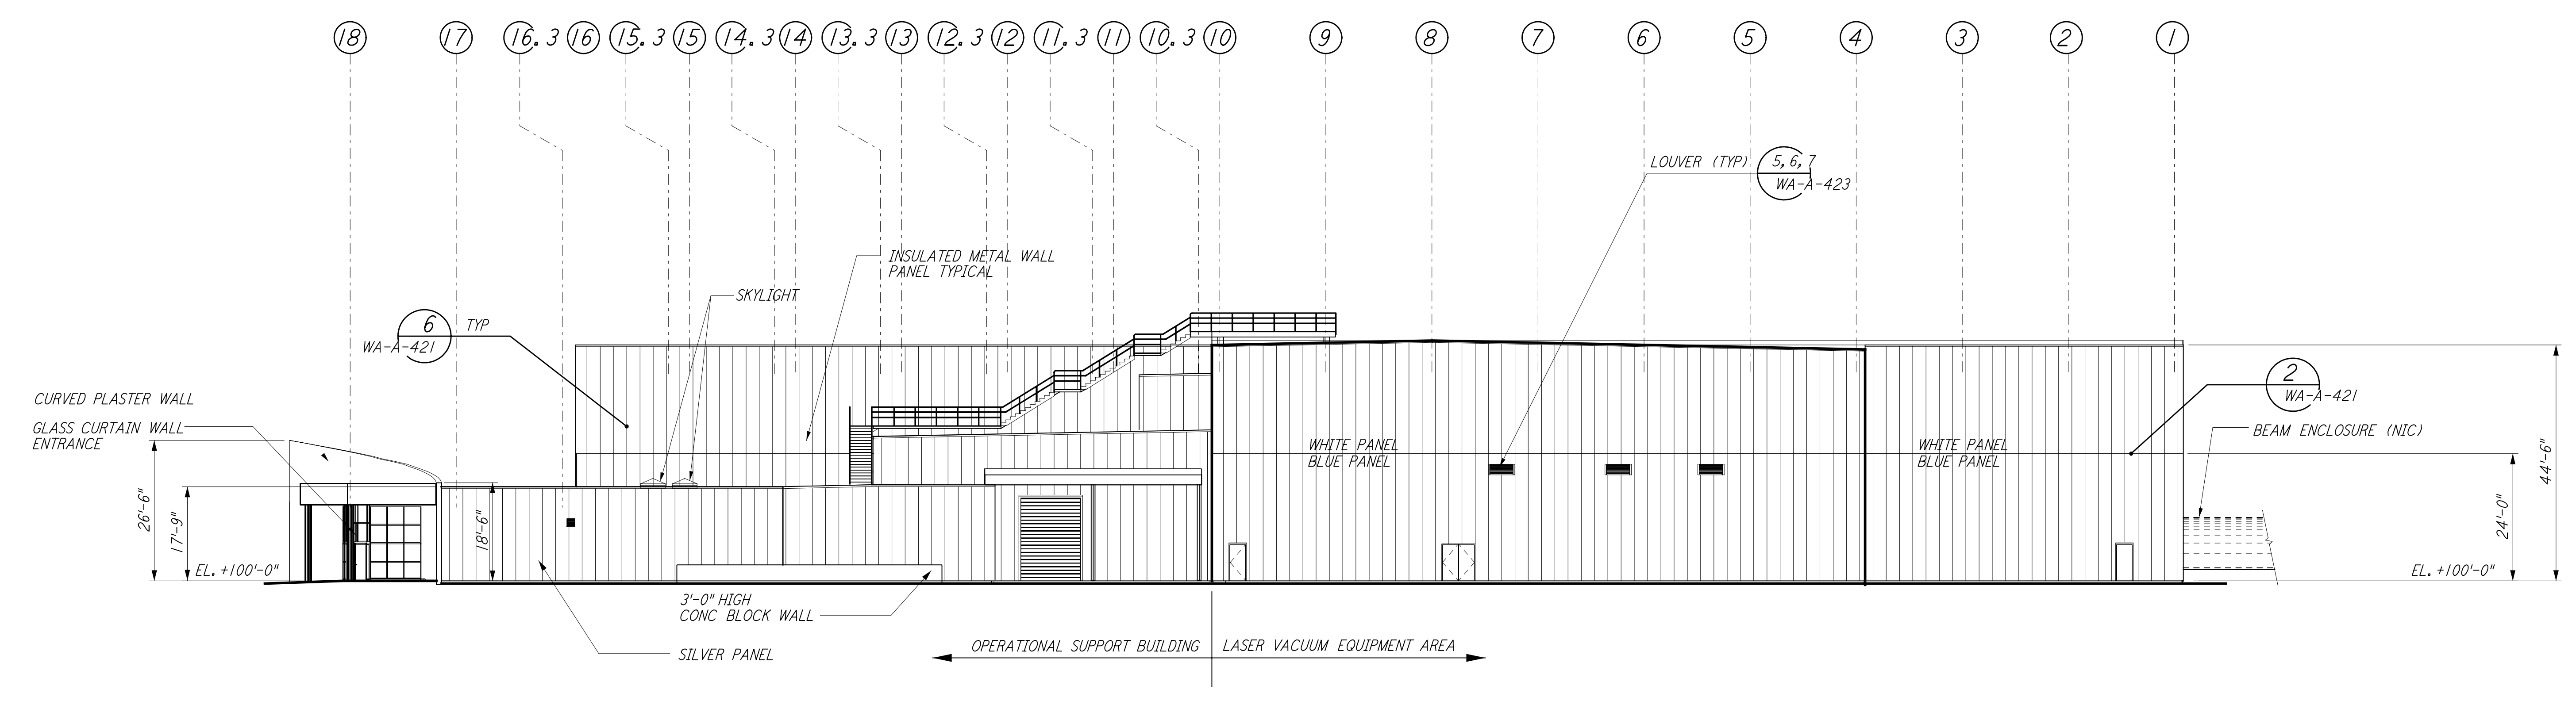 18 17 16.3 16 15.3 15 14.3 14 13.3 13 12.3 12 11.3 11 10.3 10 9 8 7 6 5 4 3 2 1
LOUVER (TYP)
5, 6, 7
WA-A-423
INSULATED METAL WALL
PANEL TYPICAL
SKYLIGHT
6
TYP
WA-A-421
2
WA-A-421
CURVED PLASTER WALL
GLASS CURTAIN WALL
ENTRANCE
BEAM ENCLOSURE (NIC)
WHITE PANEL
BLUE PANEL
WHITE PANEL
BLUE PANEL
26'-6"
17'-9"
18'-6"
24'-0"
44'-6"
EL. +100'-0"
EL. +100'-0"
3'-0" HIGH
CONC BLOCK WALL
SILVER PANEL
OPERATIONAL SUPPORT BUILDING
LASER VACUUM EQUIPMENT AREA